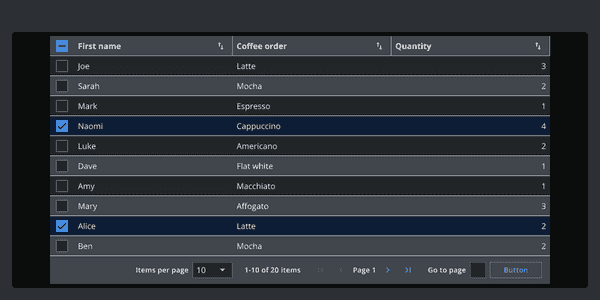 First name Coffee order Quantity
Joe Latte 3
Sarah Mocha 2
Mark Espresso 1
Naomi Cappuccino 4
Luke Americano 2
Dave Flat white 1
Amy Macchiato 1
Mary Affogato 3
Alice Latte 2
Ben Mocha 2
Items per page 10 1-10 of 20 items Page 1 Go to page Button